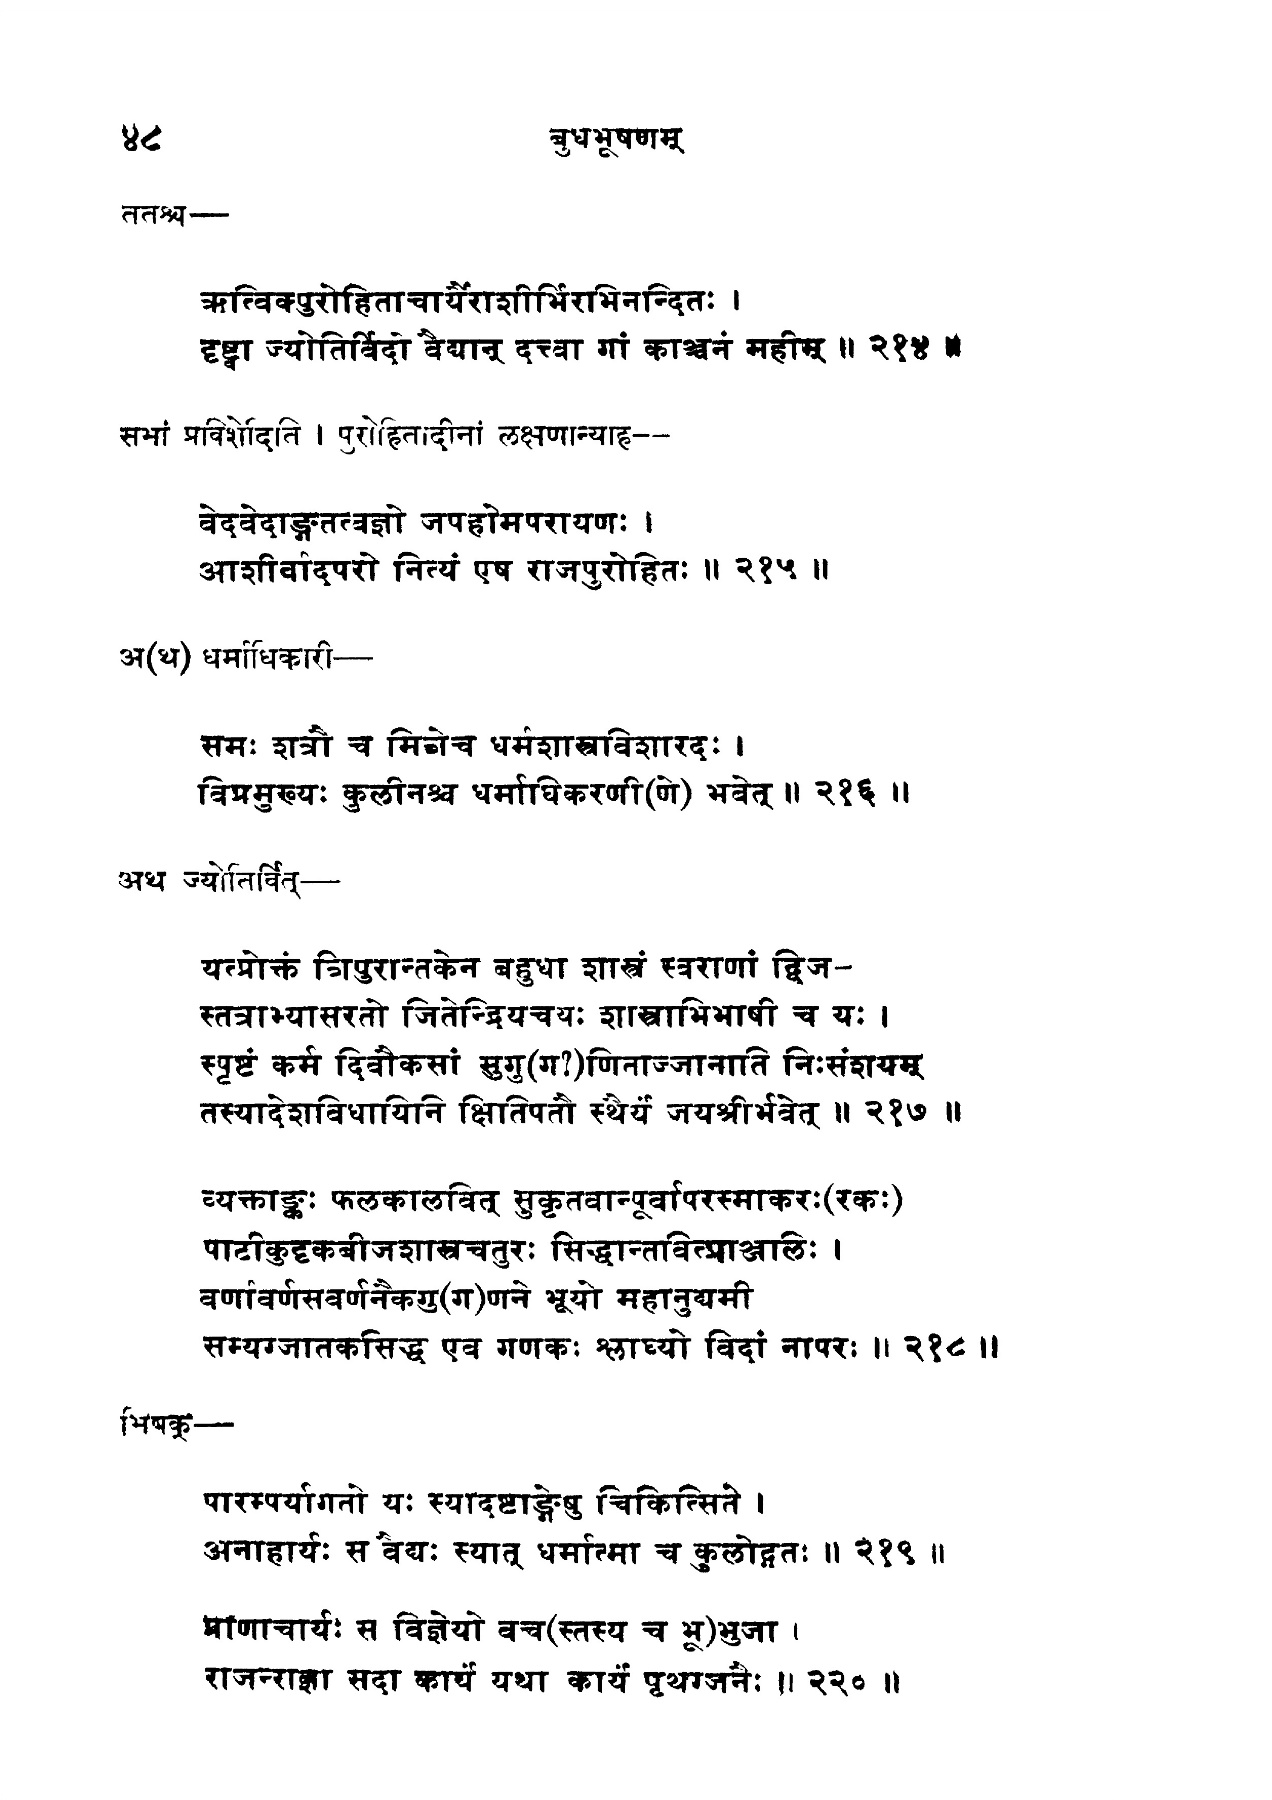 ४८ बुधभूषणम्
ततश्च—
ऋत्विक्पुरोहिताचार्यैराशीर्भिरभिनन्दितः ।
दृष्ट्वा ज्योतिर्विदो वैद्यान् दत्त्वा गां काञ्चनं महीम् ॥ २१४ ॥
सभां प्रविशेदिति । पुरोहितादीनां लक्षणान्याह--
वेदवेदाङ्गतत्वज्ञो जपहोमपरायणः ।
आशीर्वादपरो नित्यं एष राजपुरोहितः ॥ २१५ ॥
अ(थ) धर्माधिकारी—
समः शत्रौ च मित्रेच धर्मशास्त्रविशारदः ।
विप्रमुख्यः कुलीनश्च धर्माधिकरणी(णे) भवेत् ॥ २१६ ॥
अथ ज्योतिर्वित्—
यत्प्रोक्तं त्रिपुरान्तकेन बहुधा शास्त्रं स्वराणां द्विज-
स्तत्राभ्यासरतो जितेन्द्रियचयः शास्त्राभिभाषी च यः ।
स्पृष्टं कर्म दिवौकसां सुगु(ग?)णिताज्जानाति निःसंशयम्
तस्यादेशविधायिनि क्षितिपतौ स्थैर्यं जयश्रीर्भवेत् ॥ २१७ ॥
व्यक्ताङ्कः फलकालवित् सुकृतवान्पूर्वापरस्माकरः(रकः)
पाटीकुट्टकबीजशास्त्रचतुरः सिद्धान्तवित्प्राञ्जलिः ।
वर्णावर्णसवर्णनैकगु(ग)णने भूयो महानुद्यमी
सम्यग्जातकसिद्ध एव गणकः श्लाघ्यो विदां नापरः ॥ २१८ ॥
भिषक्—
पारम्पर्यागतो यः स्यादष्टाङ्गेषु चिकित्सिते ।
अनाहार्यः स वैद्यः स्यात् धर्मात्मा च कुलोद्गतः ॥ २१९ ॥
प्राणाचार्यः स विज्ञेयो वच(स्तस्य च भू)भुजा ।
राजन्राज्ञा सदा कार्यं यथा कार्यं पृथग्जनैः ॥ २२० ॥